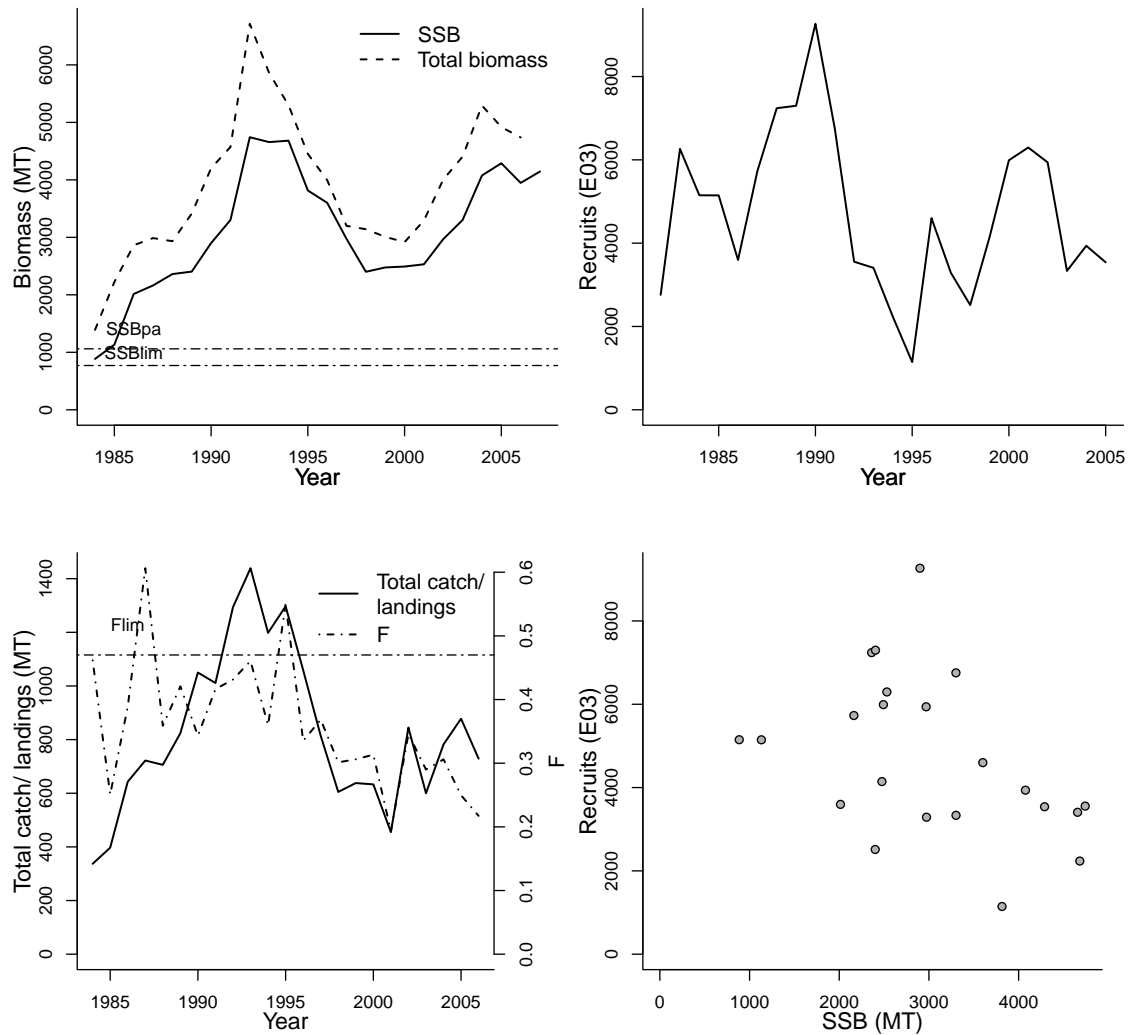 SSB
Total biomass
Biomass (MT)
0 1000 2000 3000 4000 5000 6000
SSBpa
SSBlim
1985 1990 1995 2000 2005
Year
Recruits (E03)
0 2000 4000 6000 8000
1985 1990 1995 2000 2005
Year
Total catch/ landings (MT)
0 200 400 600 800 1000 1400
Total catch/
landings
F
Flim
0.0 0.1 0.2 0.3 0.4 0.5 0.6
F
1985 1990 1995 2000 2005
Year
Recruits (E03)
0 2000 4000 6000 8000
0 1000 2000 3000 4000
SSB (MT)